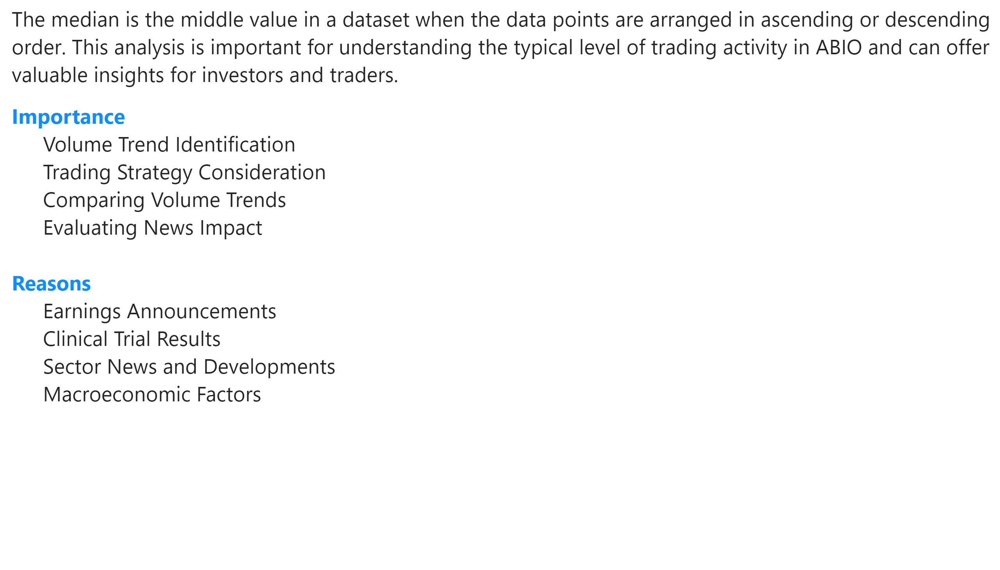 The median is the middle value in a dataset when the data points are arranged in ascending or descending
order. This analysis is important for understanding the typical level of trading activity in ABIO and can offer
valuable insights for investors and traders.
Importance
Volume Trend Identification
Trading Strategy Consideration
Comparing Volume Trends
Evaluating News Impact
Reasons
Earnings Announcements
Clinical Trial Results
Sector News and Developments
Macroeconomic Factors